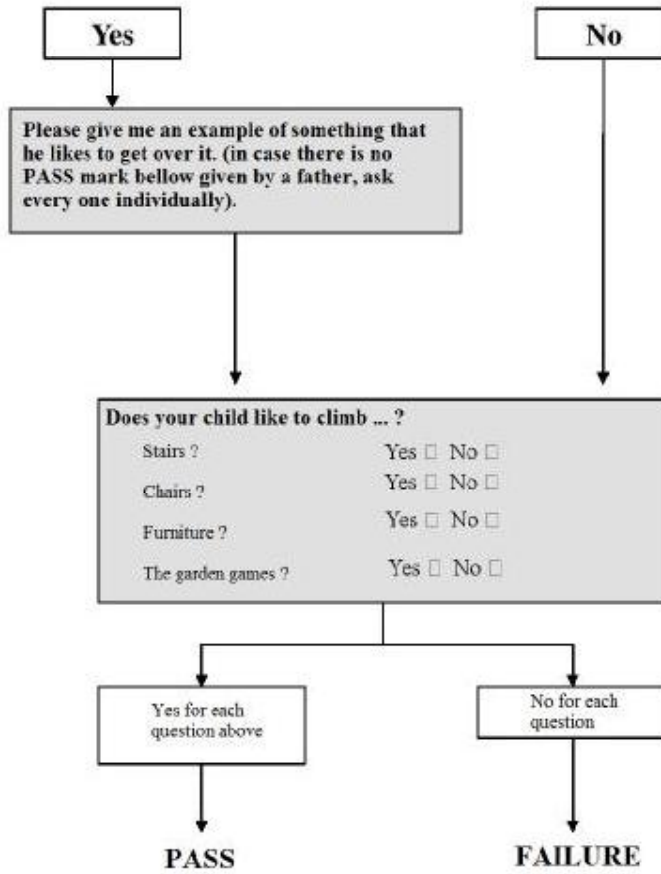 Yes
No
Please give me an example of something that
he likes to get over it. (in case there is no
PASS mark bellow given by a father, ask
every one individually).
Does your child like to climb ... ?
Stairs ? Yes □ No □
Chairs ? Yes □ No □
Furniture ? Yes □ No □
The garden games ? Yes □ No □
Yes for each
question above
No for each
question
PASS
FAILURE